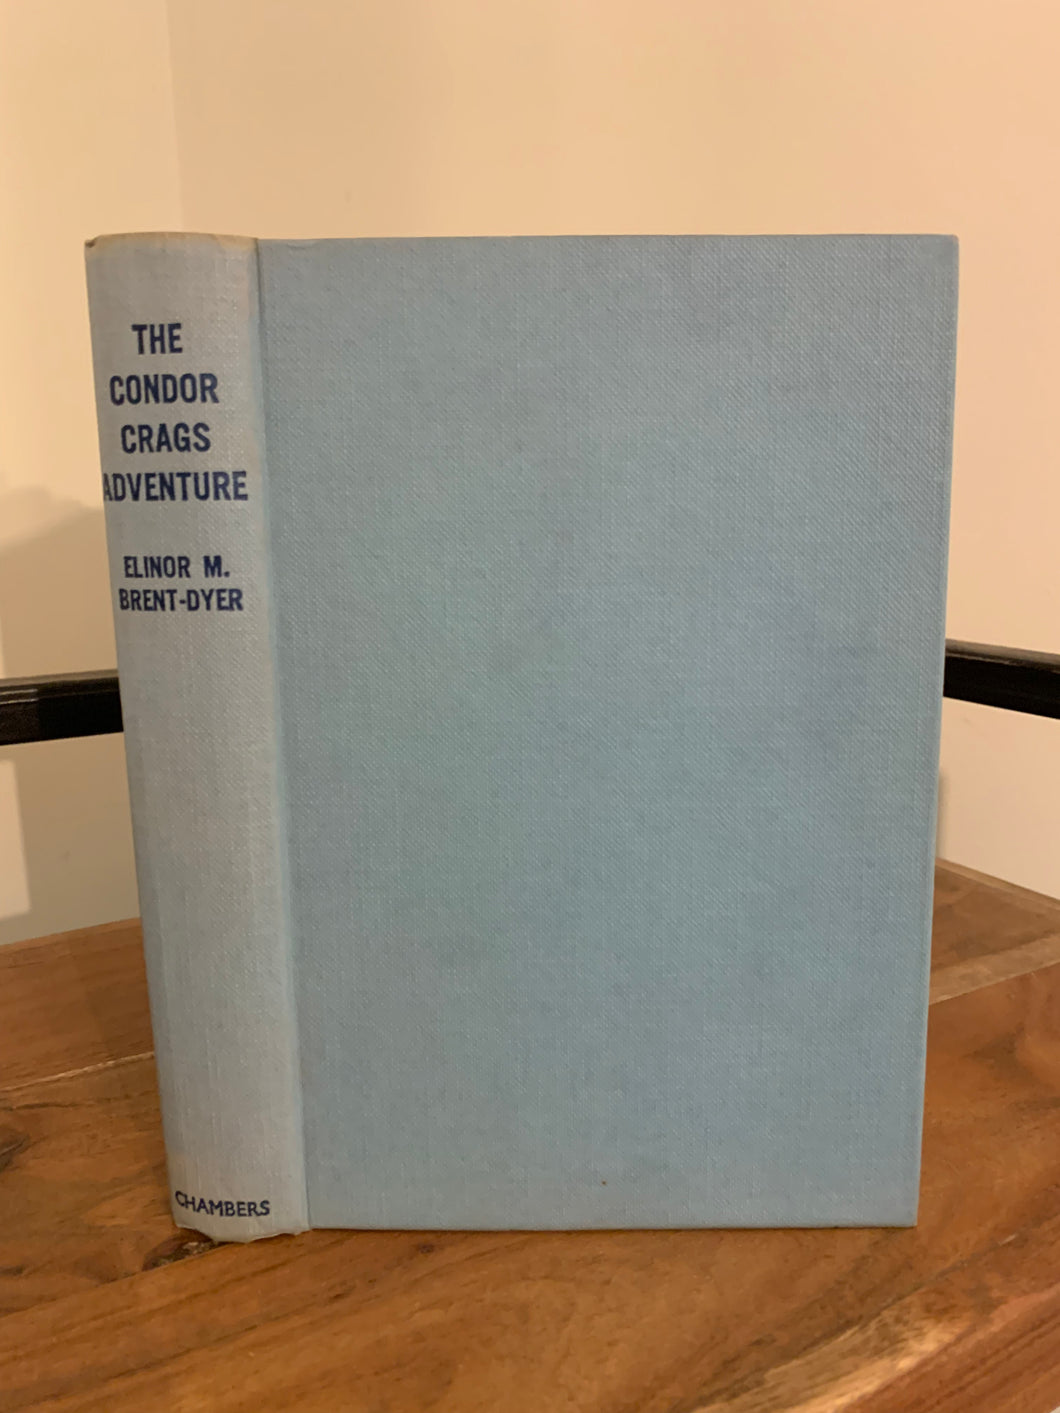 THE
CONDOR
CRAGS
ADVENTURE
ELINOR M.
BRENT-DYER
CHAMBERS